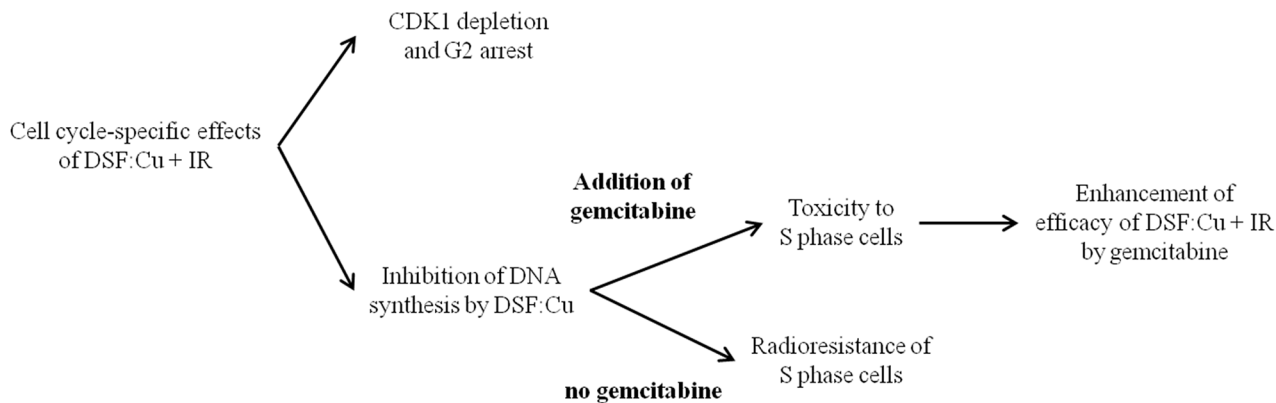 CDK1 depletion
and G2 arrest
Cell cycle-specific effects
of DSF:Cu + IR
Addition of
gemcitabine
Toxicity to
S phase cells
Enhancement of
efficacy of DSF:Cu + IR
by gemcitabine
Inhibition of DNA
synthesis by DSF:Cu
Radioresistance of
S phase cells
no gemcitabine